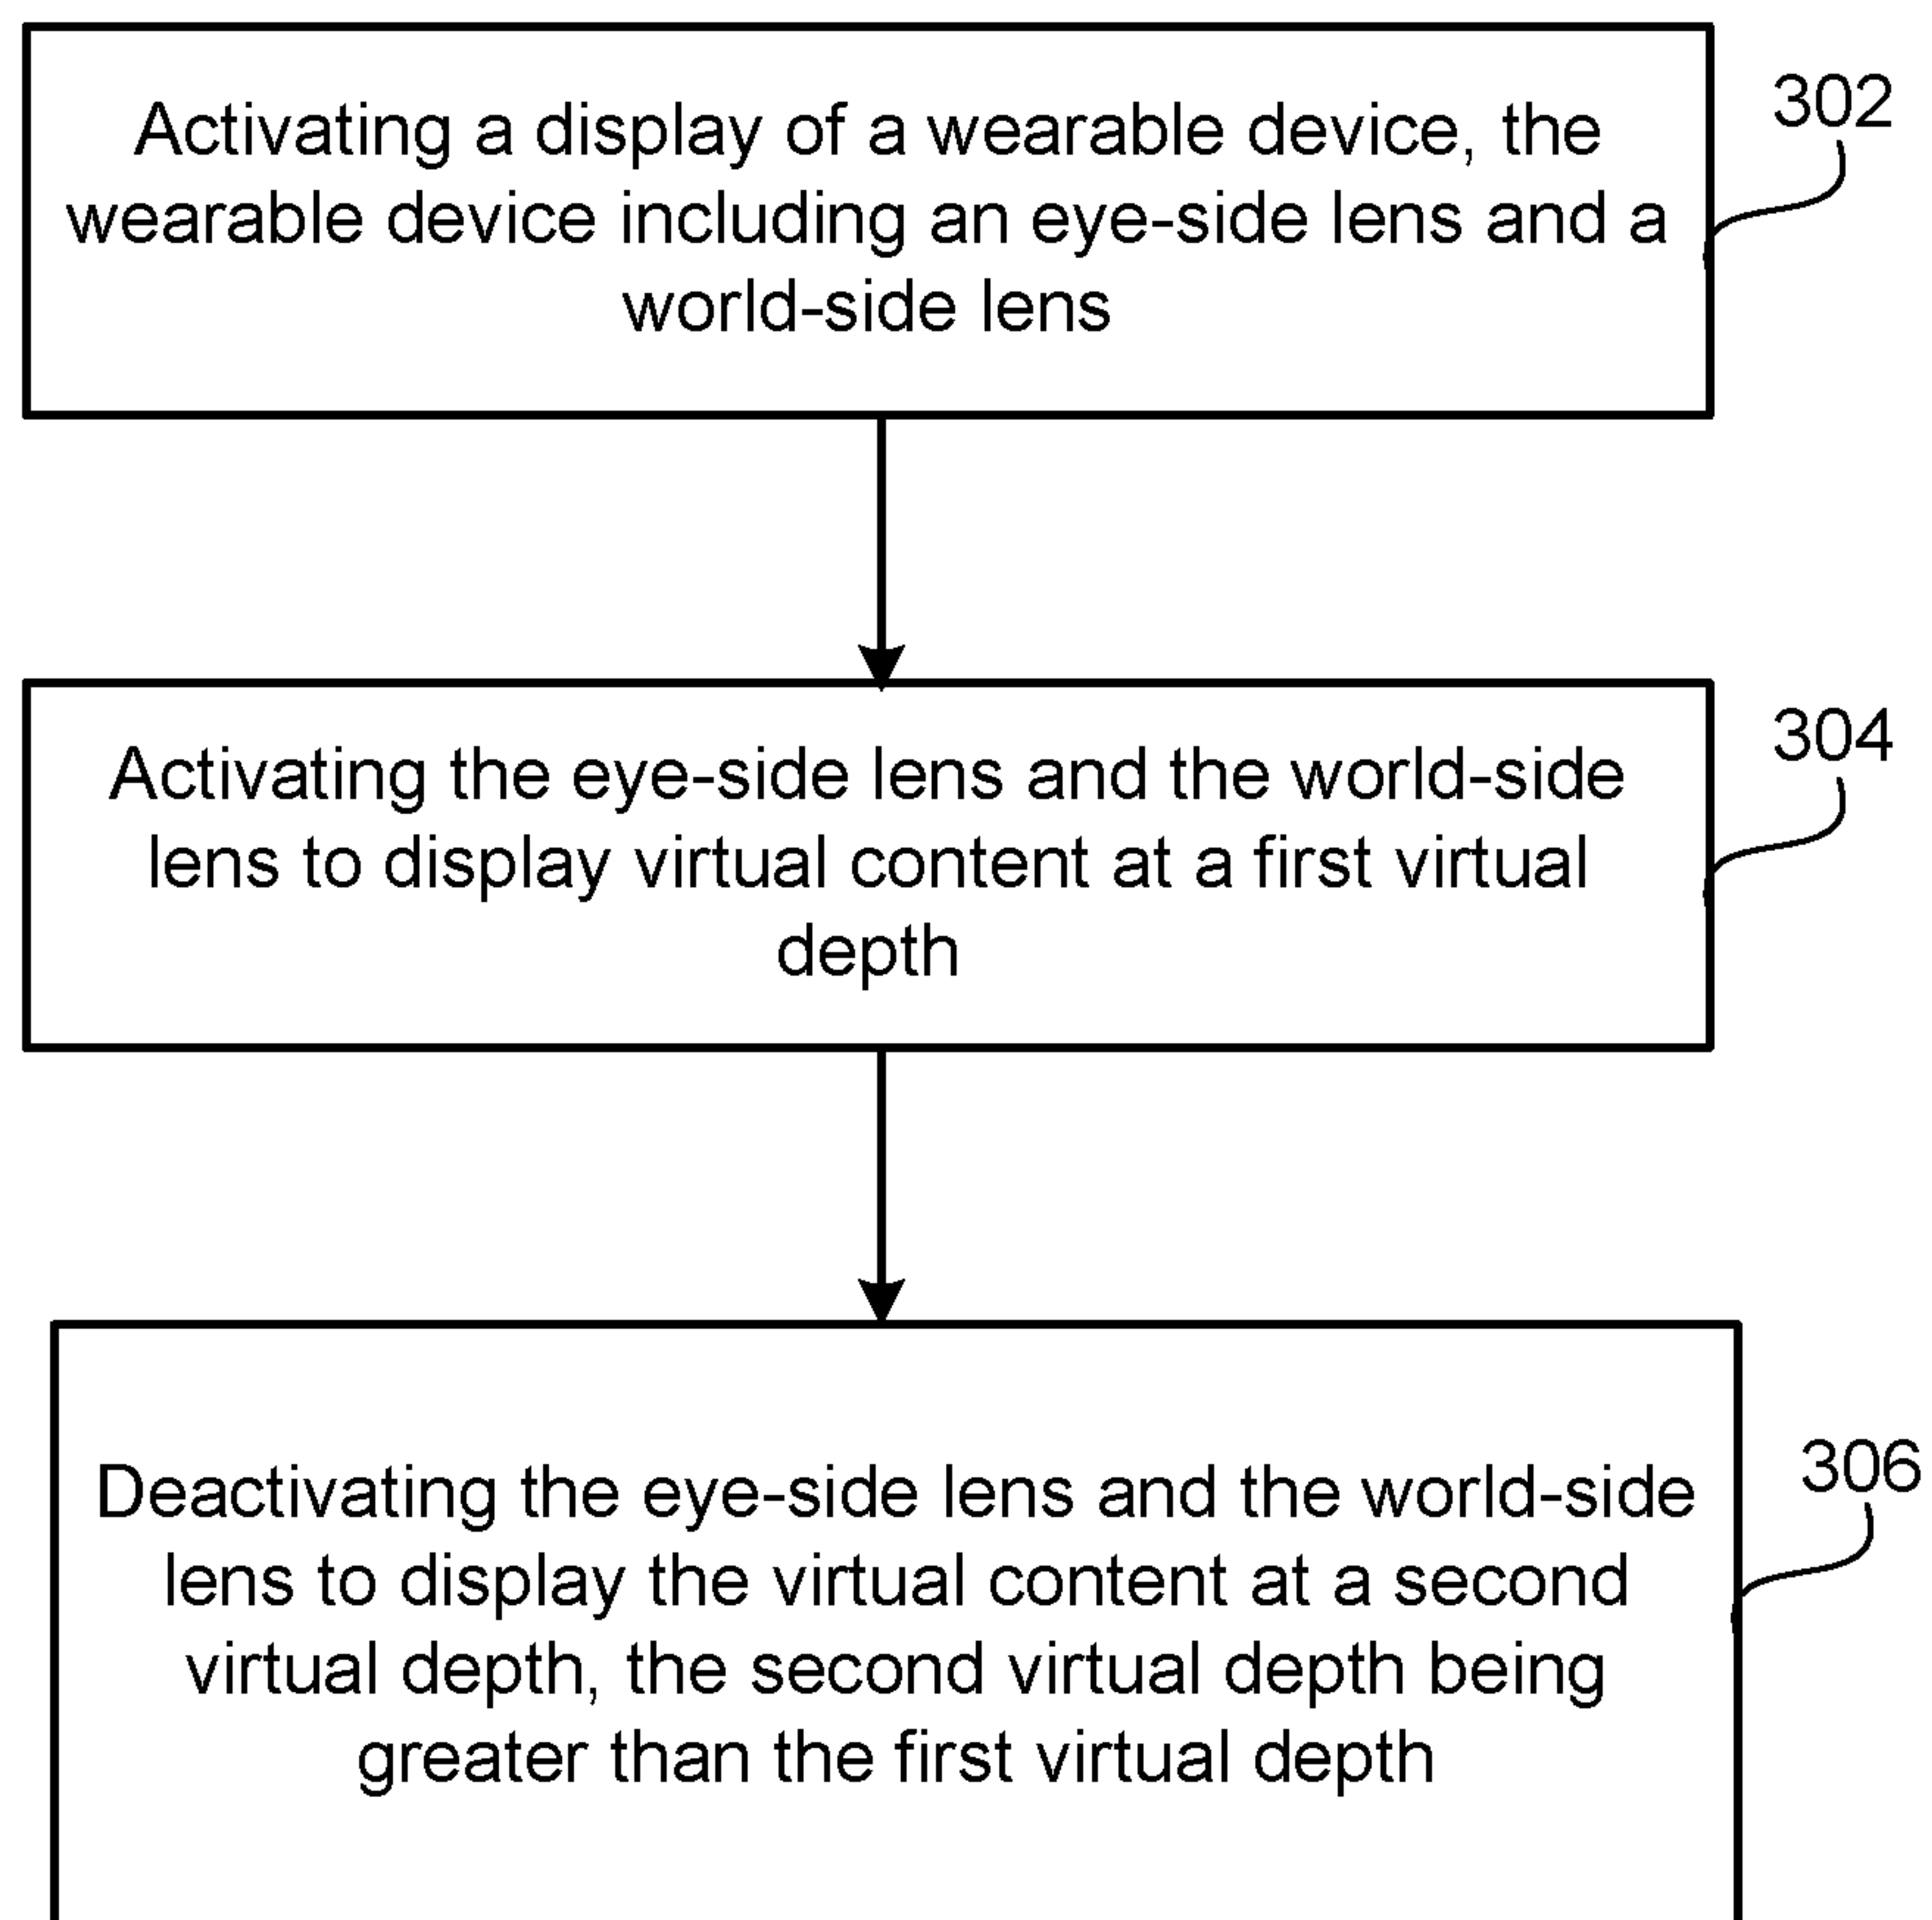 Activating a display of a wearable device, the
wearable device including an eye-side lens and a
world-side lens
302
Activating the eye-side lens and the world-side
lens to display virtual content at a first virtual
depth
304
Deactivating the eye-side lens and the world-side
lens to display the virtual content at a second
virtual depth, the second virtual depth being
greater than the first virtual depth
306